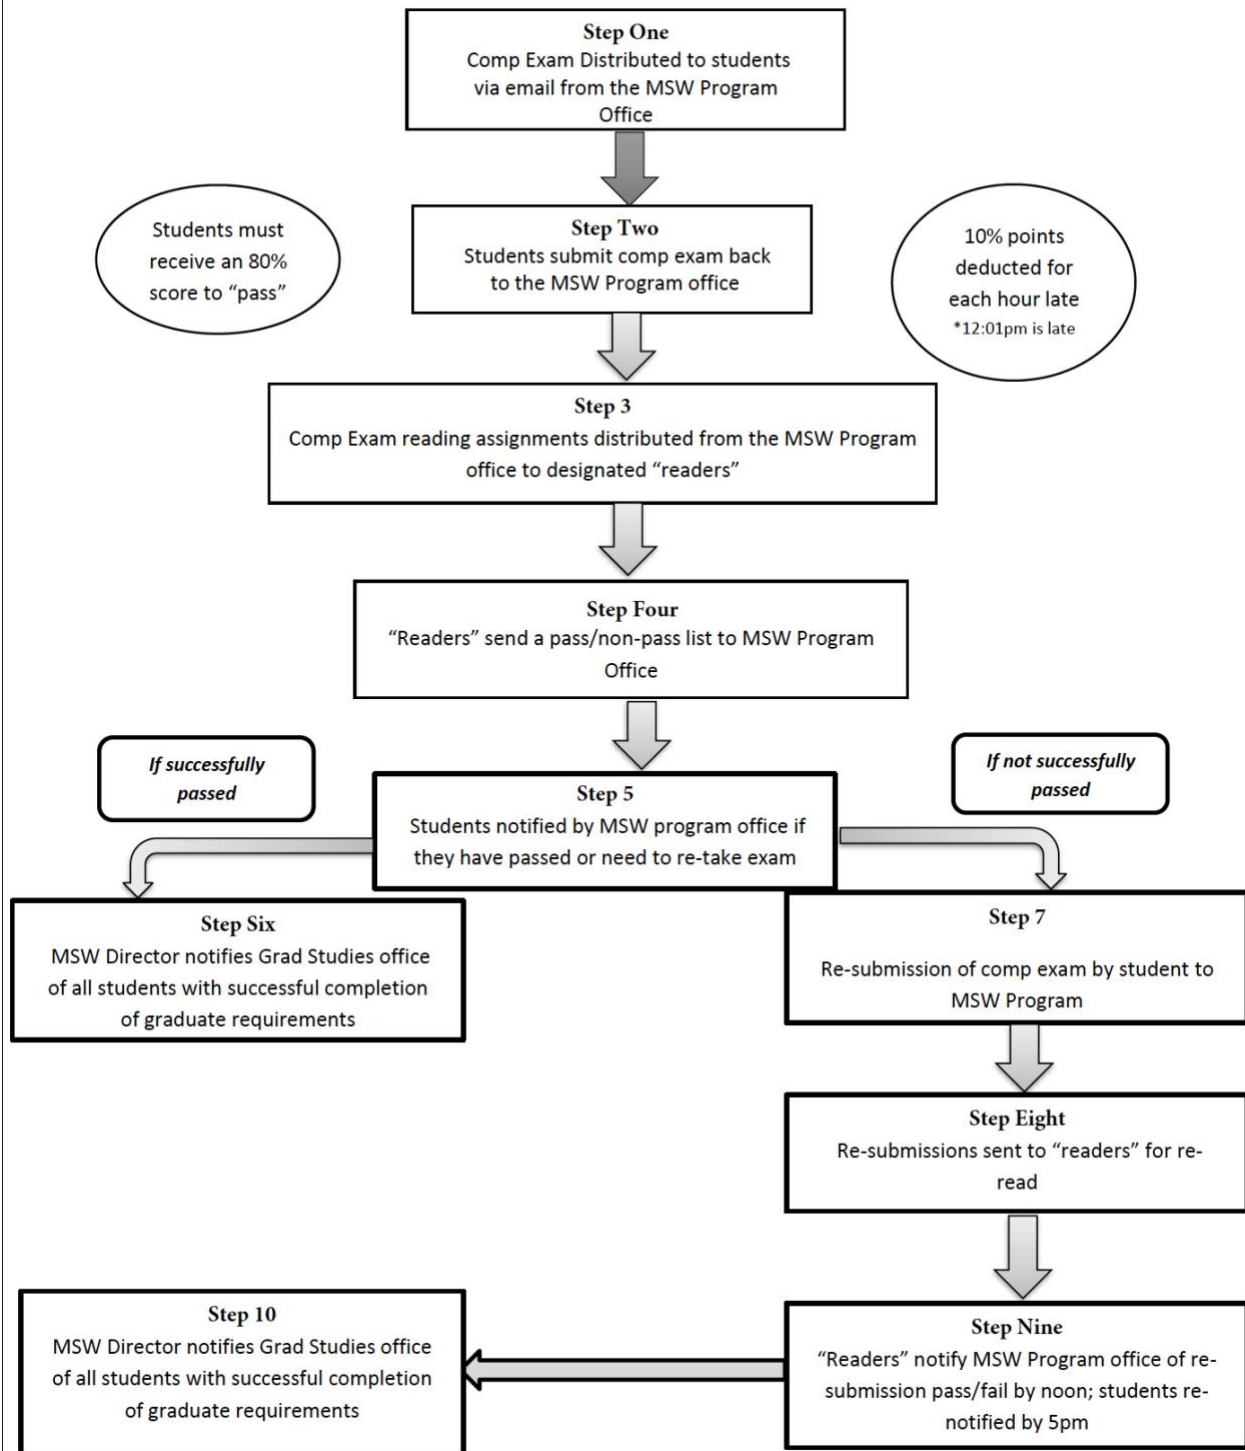 Step One
Comp Exam Distributed to students
via email from the MSW Program
Office
Students must
receive an 80%
score to “pass”
Step Two
Students submit comp exam back
to the MSW Program office
10% points
deducted for
each hour late
*12:01pm is late
Step 3
Comp Exam reading assignments distributed from the MSW Program
office to designated “readers”
Step Four
“Readers” send a pass/non-pass list to MSW Program
Office
If successfully
passed
If not successfully
passed
Step 5
Students notified by MSW program office if
they have passed or need to re-take exam
Step Six
MSW Director notifies Grad Studies office
of all students with successful completion
of graduate requirements
Step 7
Re-submission of comp exam by student to
MSW Program
Step Eight
Re-submissions sent to “readers” for re-
read
Step Nine
“Readers” notify MSW Program office of re-
submission pass/fail by noon; students re-
notified by 5pm
Step 10
MSW Director notifies Grad Studies office
of all students with successful completion
of graduate requirements